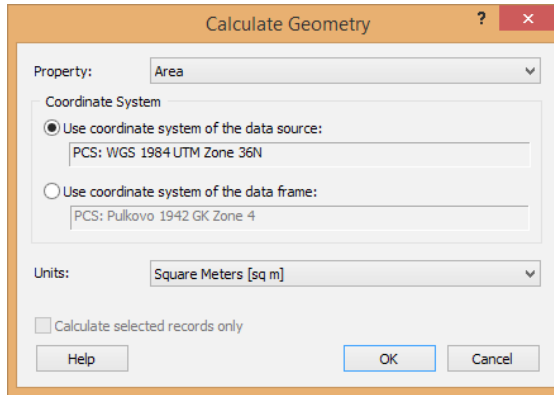 Calculate Geometry
?
Property:
Area
Coordinate System
Use coordinate system of the data source:
PCS: WGS 1984 UTM Zone 36N
Use coordinate system of the data frame:
PCS: Pulkovo 1942 GK Zone 4
Units:
Square Meters [sq m]
Calculate selected records only
Help
OK
Cancel